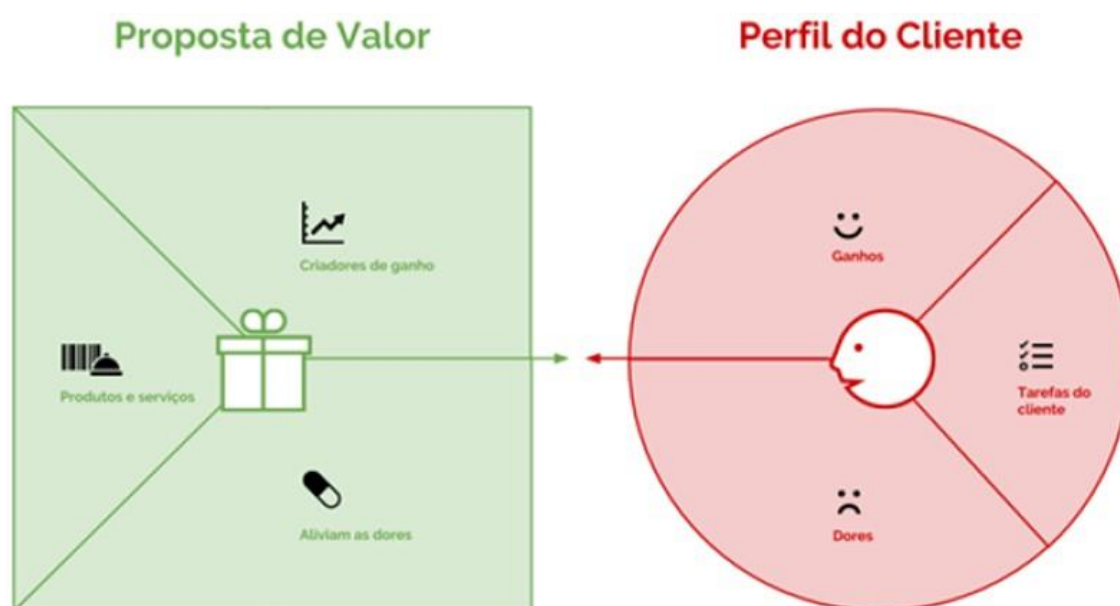 Proposta de Valor
Perfil do Cliente
Criadores de ganho
Produtos e serviços
Aliviam as dores
Ganhos
Tarefas do
cliente
Dores